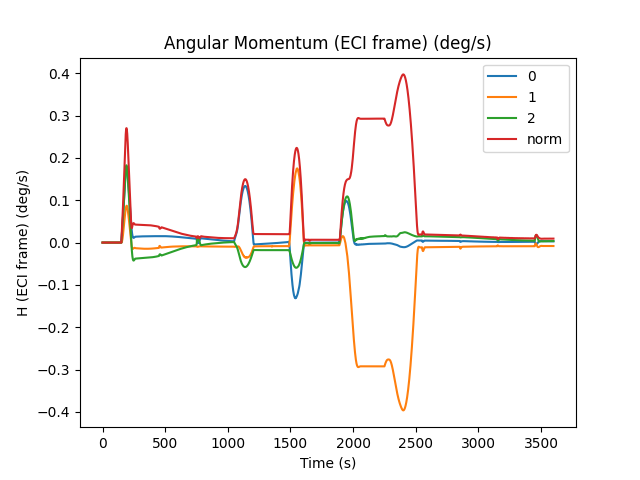 Angular Momentum (ECI frame) (deg/s)
0.4
0.3
0.2
0.1
0.0
−0.1
−0.2
−0.3
−0.4
H (ECI frame) (deg/s)
0
1
2
norm
0 500 1000 1500 2000 2500 3000 3500
Time (s)